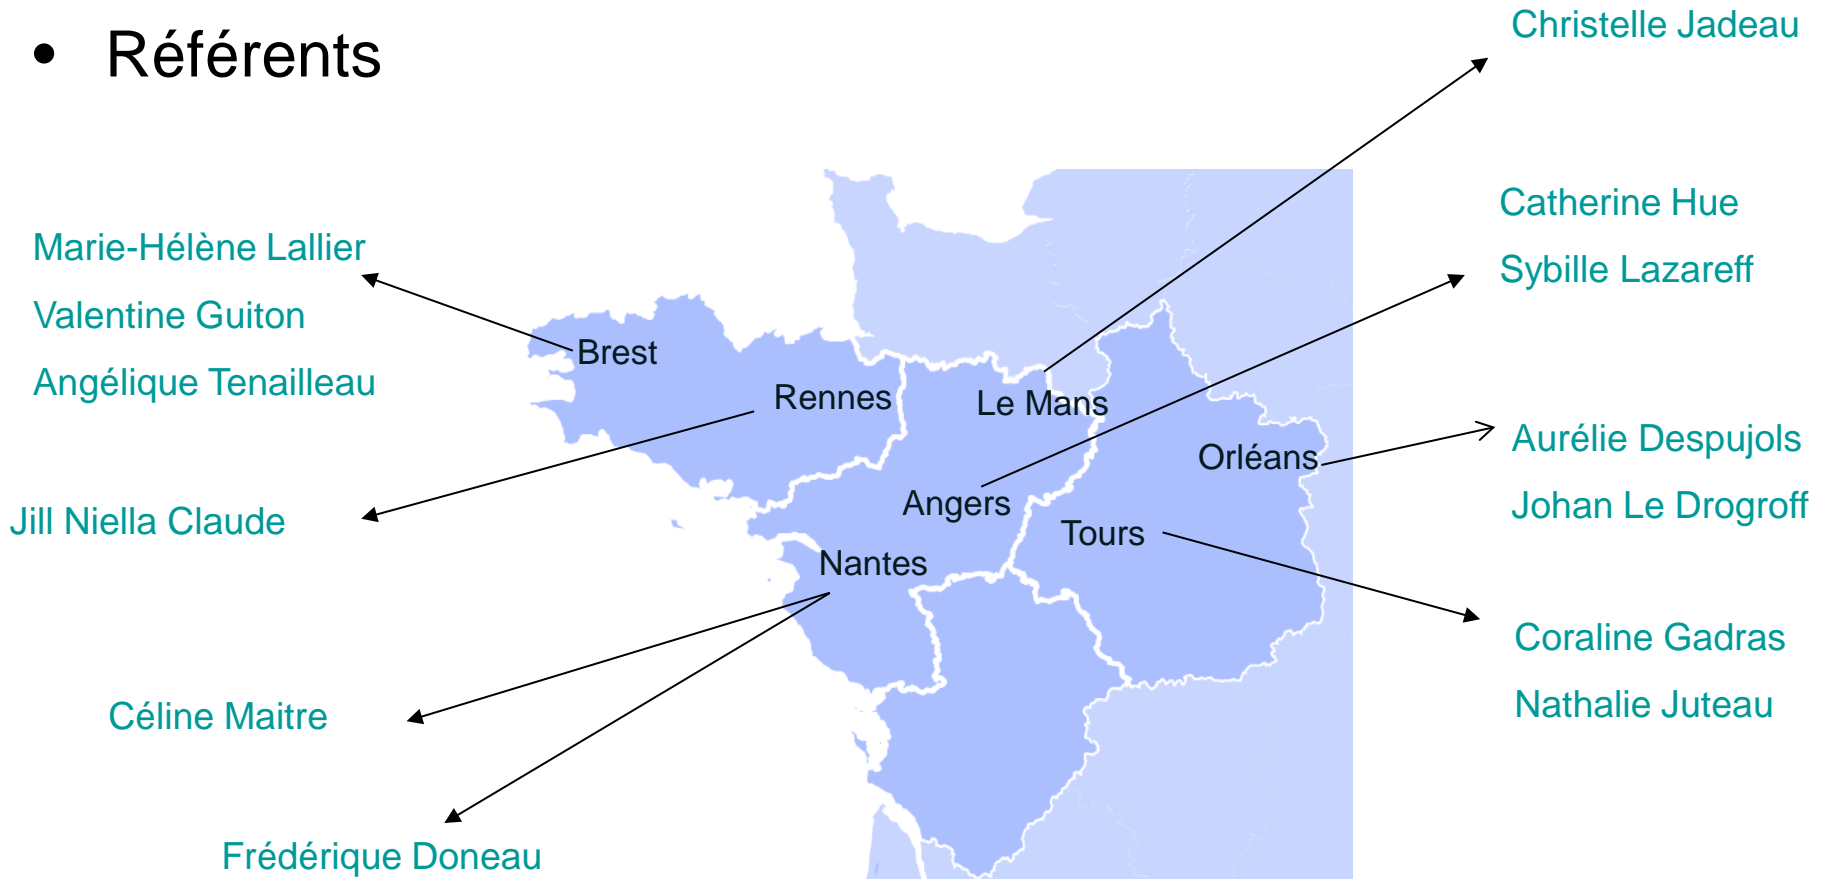 • Référents
Christelle Jadeau
Catherine Hue
Sybille Lazareff
Marie-Hélène Lallier
Valentine Guiton
Angélique Tenailleau
Brest
Rennes
Le Mans
Orléans
Angers
Tours
Nantes
Aurélie Despujols
Johan Le Drogroff
Jill Niella Claude
Coraline Gadras
Nathalie Juteau
Céline Maitre
Frédérique Doneau